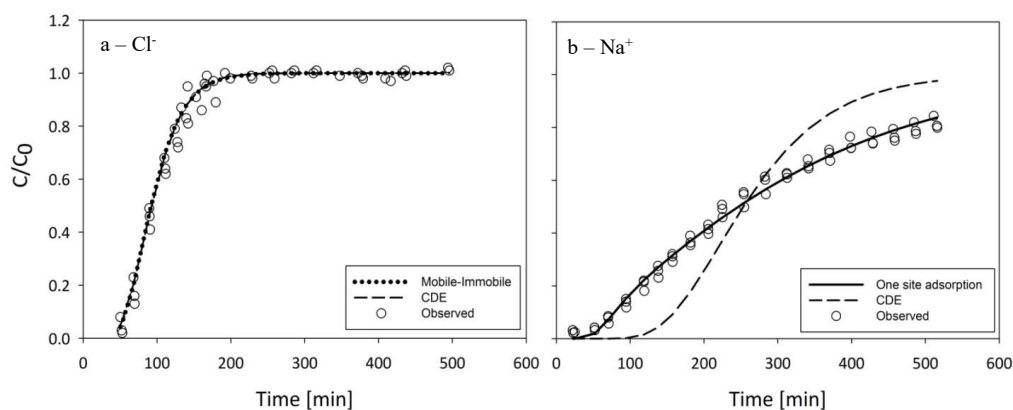 a – Cl-
1.2
1.0
0.8
0.6
0.4
0.2
0.0
C/C0
Mobile-Immobile
CDE
Observed
0 100 200 300 400 500 600
Time [min]
b – Na+
One site adsorption
CDE
Observed
0 100 200 300 400 500 600
Time [min]